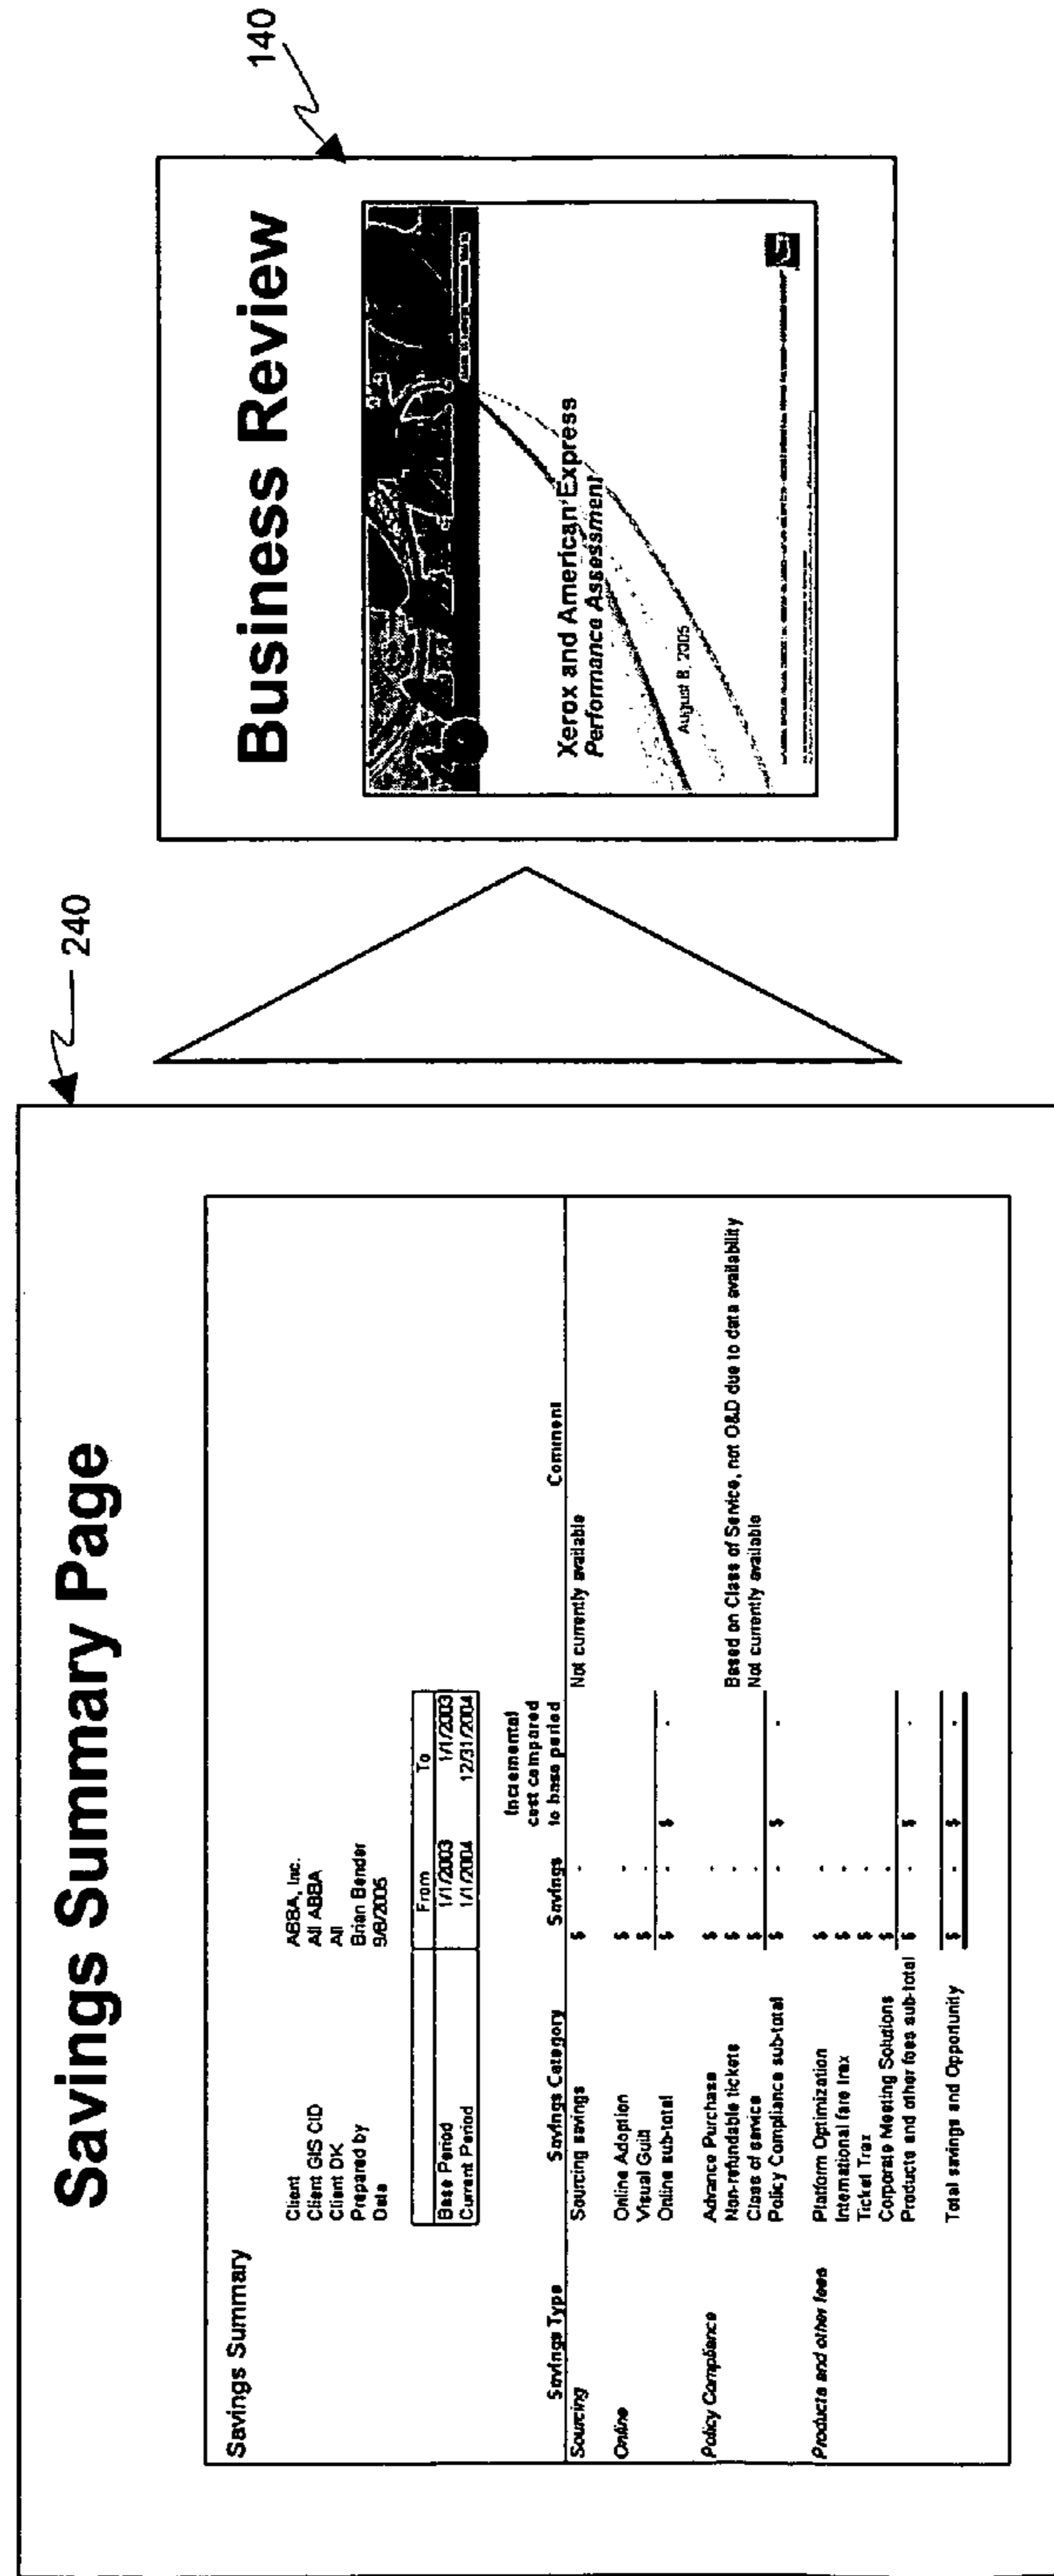 Savings Summary Page
240
Savings Summary
Client ABBA, Inc.
Client GIS CID All ABBA
Client DK All
Prepared by Brian Bender
Date 9/8/2005
From To
Base Period 1/1/2003 1/1/2003
Current Period 1/1/2004 12/31/2004
Savings Type Savings Category Savings Incremental cost compared to base period Comment
Sourcing Sourcing savings $ - Not currently available
Online Online Adoption $ -
Visual Guilt $ -
Online sub-total $ - $ -
Policy Compliance Advance Purchase $ -
Non-refundable tickets $ - Based on Class of Service, not O&D due to data availability
Class of service $ - Not currently available
Policy Compliance sub-total $ - $ -
Products and other fees Platform Optimization $ -
International fare trax $ -
Ticket Trax $ -
Corporate Meeting Solutions $ -
Products and other fees sub-total $ - $ -
Total savings and Opportunity $ - $ -
140
Business Review
Xerox and American Express
Performance Assessment
August 8, 2005